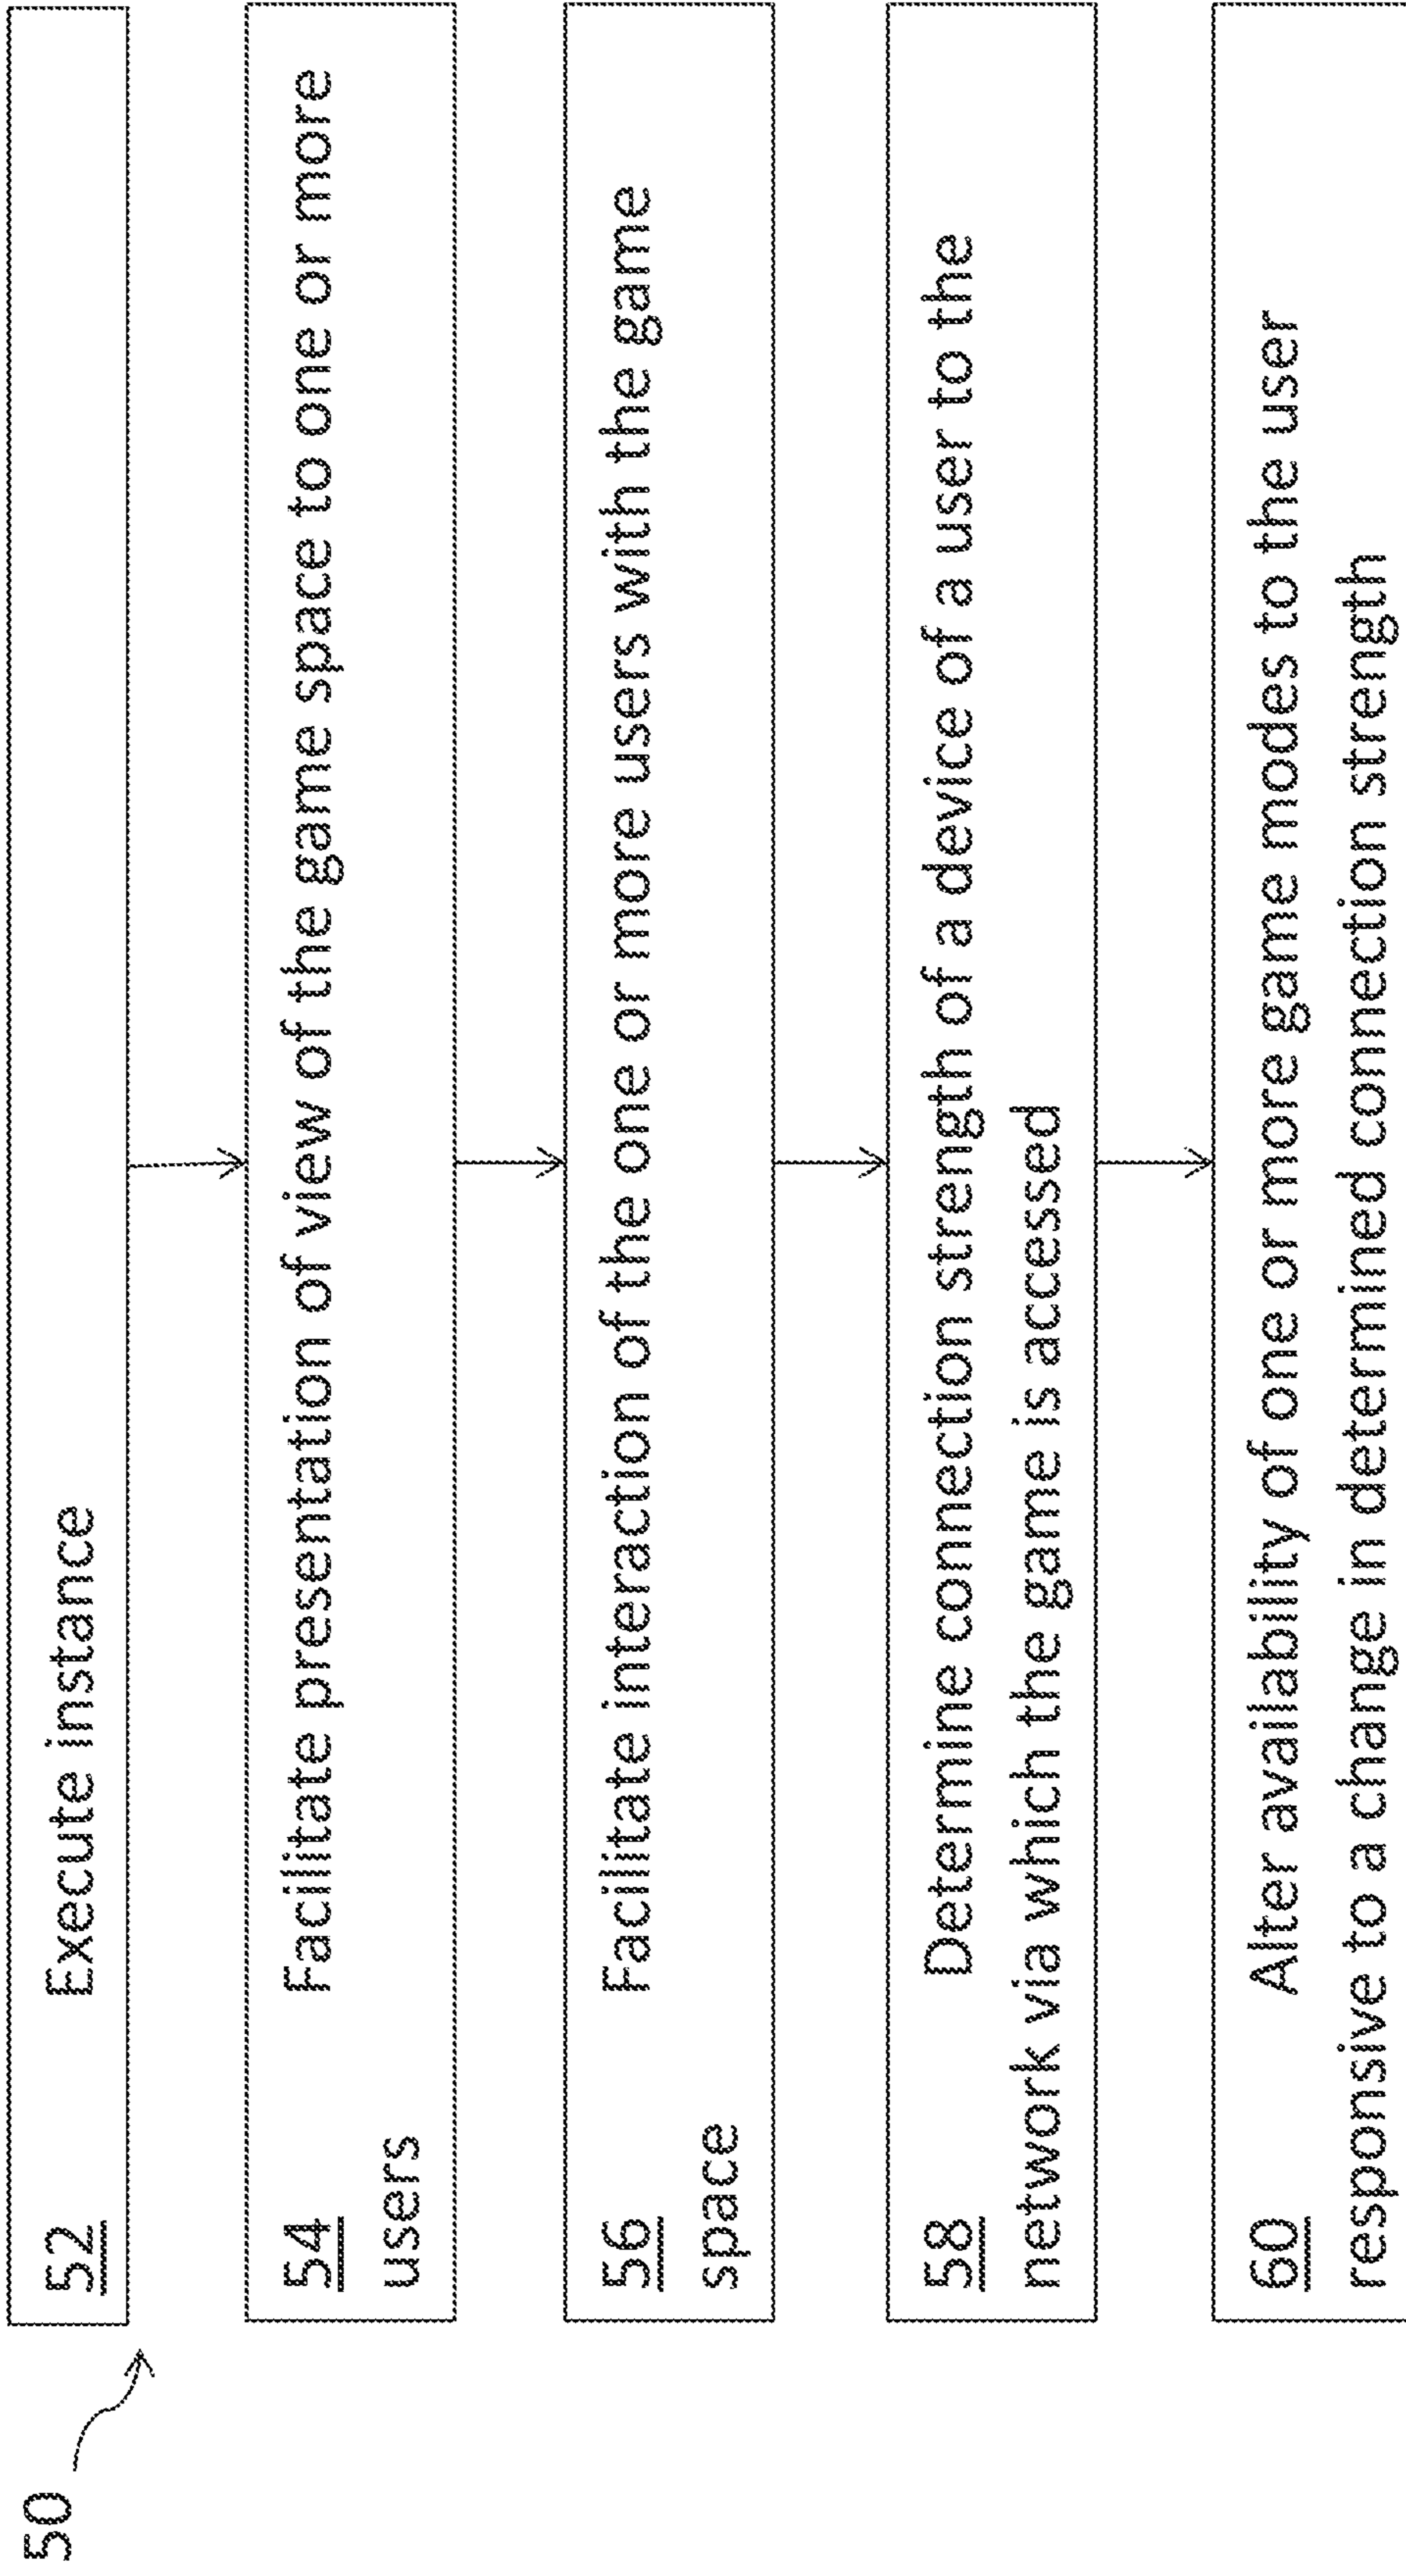 50
52 Execute instance
54 Facilitate presentation of view of the game space to one or more
users
56 Facilitate interaction of the one or more users with the game
space
58 Determine connection strength of a device of a user to the
network via which the game is accessed
60 Alter availability of one or more game modes to the user
responsive to a change in determined connection strength